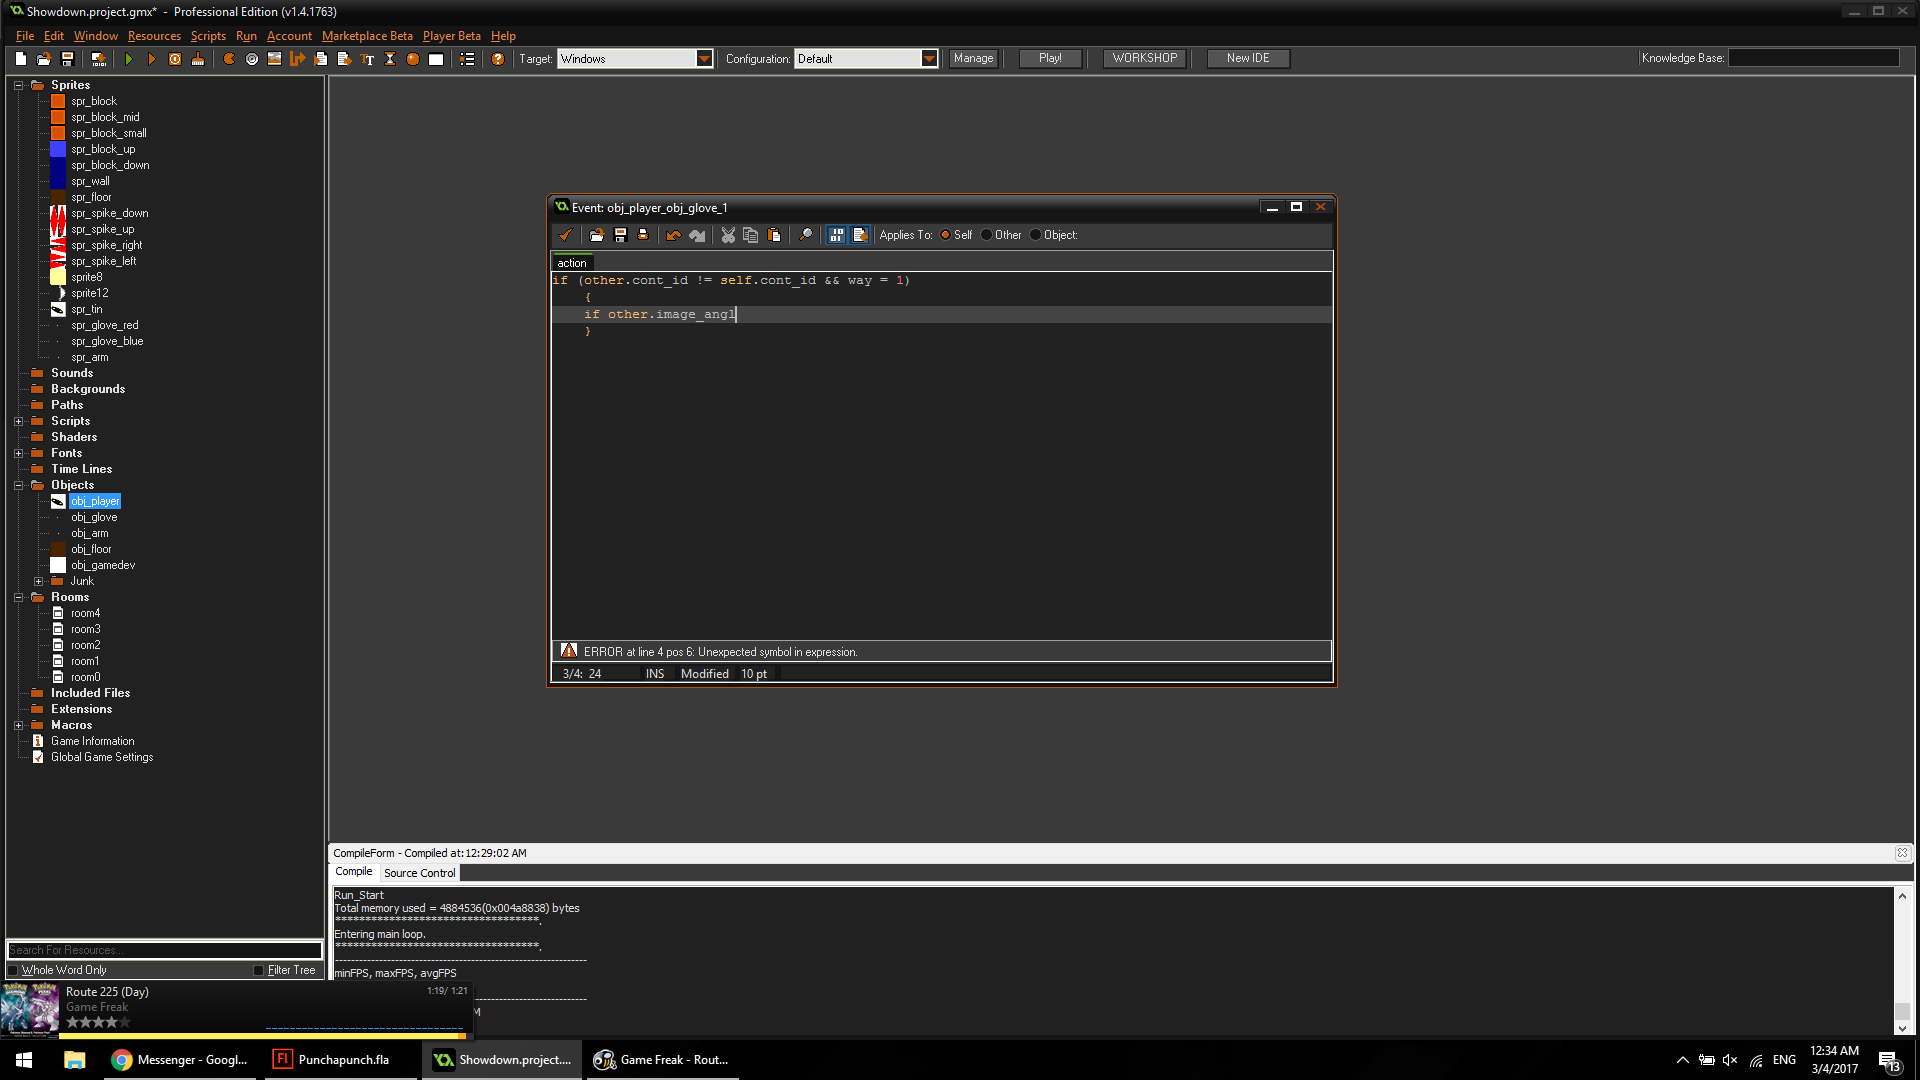 Showdown.project.gmx* - Professional Edition (v1.4.1763)
File Edit Window Resources Scripts Run Account Marketplace Beta Player Beta Help
Target: Windows Configuration: Default Manage Play! WORKSHOP New IDE Knowledge Base:
Sprites
spr_block
spr_block_mid
spr_block_small
spr_block_up
spr_block_down
spr_wall
spr_floor
spr_spike_down
spr_spike_up
spr_spike_right
spr_spike_left
sprite8
sprite12
spr_tin
spr_glove_red
spr_glove_blue
spr_arm
Sounds
Backgrounds
Paths
Scripts
Shaders
Fonts
Time Lines
Objects
obj_player
obj_glove
obj_arm
obj_floor
obj_gamedev
Junk
Rooms
room4
room3
room2
room1
room0
Included Files
Extensions
Macros
Game Information
Global Game Settings
Search For Resources...
Whole Word Only Filter Tree
Event: obj_player_obj_glove_1
Applies To: Self Other Object:
action
if (other.cont_id != self.cont_id && way = 1)
{
if other.image_angl
}
ERROR at line 4 pos 6: Unexpected symbol in expression.
3/4: 24 INS Modified 10 pt
CompileForm - Compiled at: 12:29:02 AM
Compile Source Control
Run_Start
Total memory used = 4884536(0x004a8838) bytes
**********************************.
Entering main loop.
**********************************.
minFPS, maxFPS, avgFPS
M
Route 225 (Day) 1:19/ 1:21
Game Freak
Messenger - Googl...
Punchapunch.fla
Showdown.project....
Game Freak - Rout...
ENG
12:34 AM
3/4/2017
13